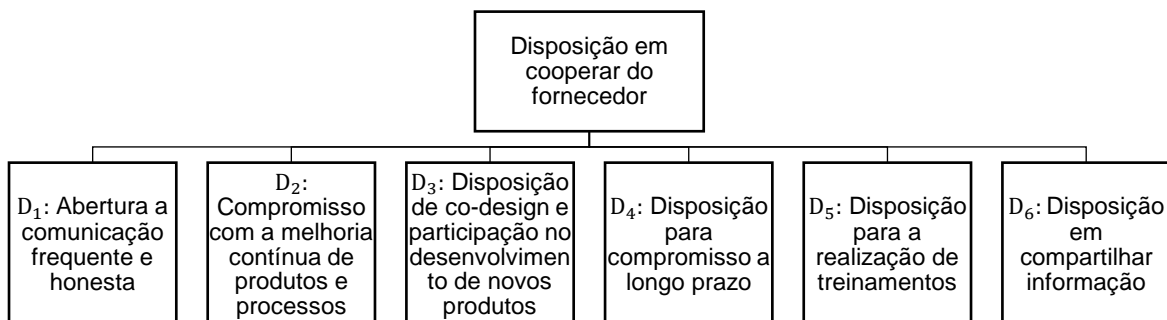 Disposição em
cooperar do
fornecedor
D₁: Abertura a
comunicação
frequente e
honesta
D₂:
Compromisso
com a melhoria
contínua de
produtos e
processos
D₃: Disposição
de co-design e
participação no
desenvolvimen
to de novos
produtos
D₄: Disposição
para
compromisso a
longo prazo
D₅: Disposição
para a
realização de
treinamentos
D₆: Disposição
em
compartilhar
informação